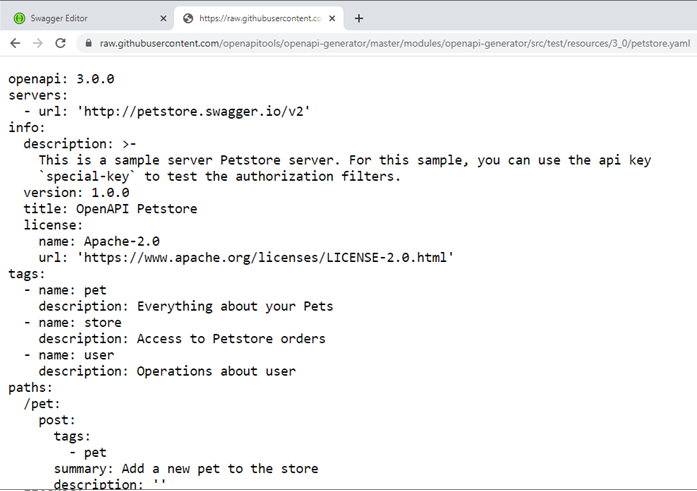 Swagger Editor
https://raw.githubusercontent.co
raw.githubusercontent.com/openapitools/openapi-generator/master/modules/openapi-generator/src/test/resources/3_0/petstore.yaml
openapi: 3.0.0
servers:
  - url: 'http://petstore.swagger.io/v2'
info:
  description: >-
    This is a sample server Petstore server. For this sample, you can use the api key
    `special-key` to test the authorization filters.
  version: 1.0.0
  title: OpenAPI Petstore
  license:
    name: Apache-2.0
    url: 'https://www.apache.org/licenses/LICENSE-2.0.html'
tags:
  - name: pet
    description: Everything about your Pets
  - name: store
    description: Access to Petstore orders
  - name: user
    description: Operations about user
paths:
  /pet:
    post:
      tags:
        - pet
      summary: Add a new pet to the store
      description: ''